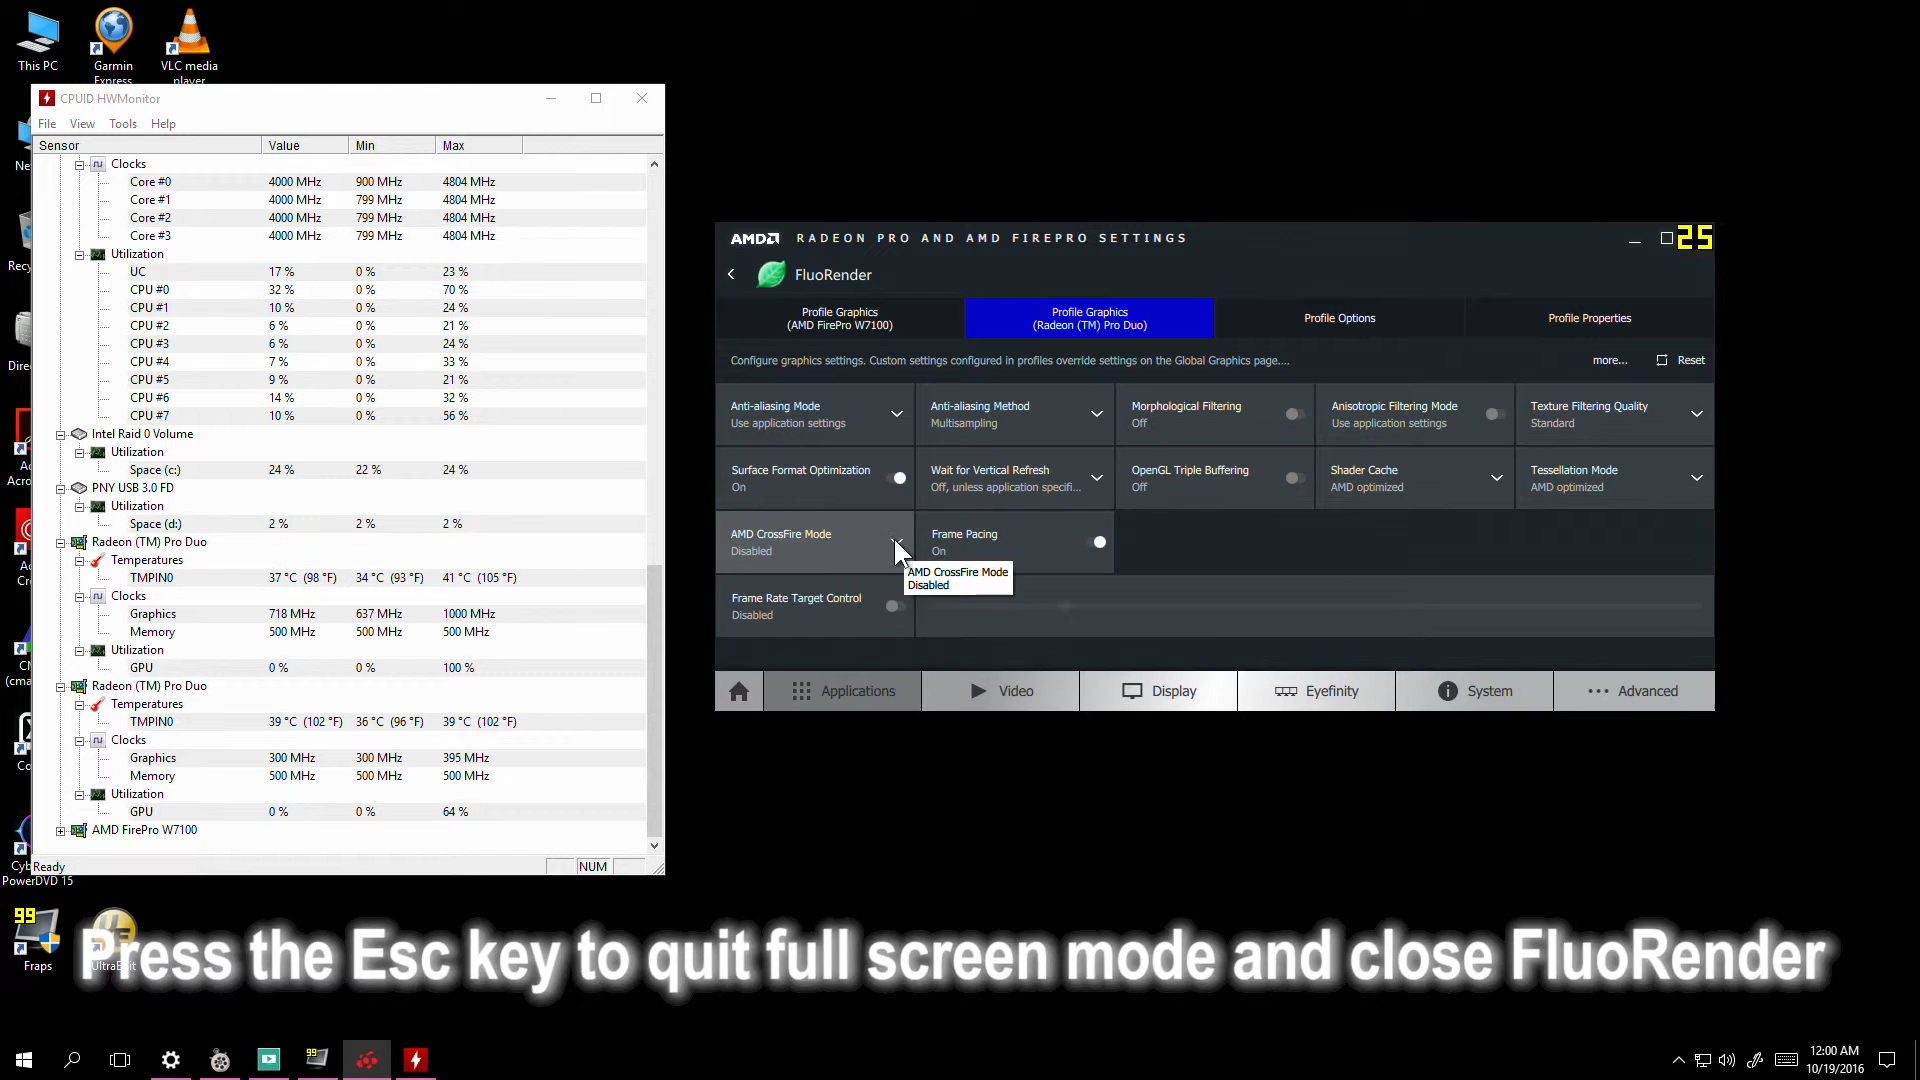 This PC
Garmin
Express
VLC media
player
CPUID HWMonitor
File View Tools Help
Sensor Value Min Max
Clocks
Core #0 4000 MHz 900 MHz 4804 MHz
Core #1 4000 MHz 799 MHz 4804 MHz
Core #2 4000 MHz 799 MHz 4804 MHz
Core #3 4000 MHz 799 MHz 4804 MHz
Utilization
UC 17 % 0 % 23 %
CPU #0 32 % 0 % 70 %
CPU #1 10 % 0 % 24 %
CPU #2 6 % 0 % 21 %
CPU #3 6 % 0 % 24 %
CPU #4 7 % 0 % 33 %
CPU #5 9 % 0 % 21 %
CPU #6 14 % 0 % 32 %
CPU #7 10 % 0 % 56 %
Intel Raid 0 Volume
Utilization
Space (c:) 24 % 22 % 24 %
PNY USB 3.0 FD
Utilization
Space (d:) 2 % 2 % 2 %
Radeon (TM) Pro Duo
Temperatures
TMPIN0 37 °C (98 °F) 34 °C (93 °F) 41 °C (105 °F)
Clocks
Graphics 718 MHz 637 MHz 1000 MHz
Memory 500 MHz 500 MHz 500 MHz
Utilization
GPU 0 % 0 % 100 %
Radeon (TM) Pro Duo
Temperatures
TMPIN0 39 °C (102 °F) 36 °C (96 °F) 39 °C (102 °F)
Clocks
Graphics 300 MHz 300 MHz 395 MHz
Memory 500 MHz 500 MHz 500 MHz
Utilization
GPU 0 % 0 % 64 %
AMD FirePro W7100
Ready NUM
AMD RADEON PRO AND AMD FIREPRO SETTINGS
25
FluoRender
Profile Graphics
(AMD FirePro W7100)
Profile Graphics
(Radeon (TM) Pro Duo)
Profile Options
Profile Properties
Configure graphics settings. Custom settings configured in profiles override settings on the Global Graphics page....
more... Reset
Anti-aliasing Mode
Use application settings
Anti-aliasing Method
Multisampling
Morphological Filtering
Off
Anisotropic Filtering Mode
Use application settings
Texture Filtering Quality
Standard
Surface Format Optimization
On
Wait for Vertical Refresh
Off, unless application specifi...
OpenGL Triple Buffering
Off
Shader Cache
AMD optimized
Tessellation Mode
AMD optimized
AMD CrossFire Mode
Disabled
Frame Pacing
On
AMD CrossFire Mode
Disabled
Frame Rate Target Control
Disabled
Applications Video Display Eyefinity System Advanced
Ne
Recy
Direc
Ac
Acro
Ac
Cr
CM
(cma
Co
Cyb
PowerDVD 15
99
Fraps
UltraEdit
Press the Esc key to quit full screen mode and close FluoRender
99
12:00 AM
10/19/2016